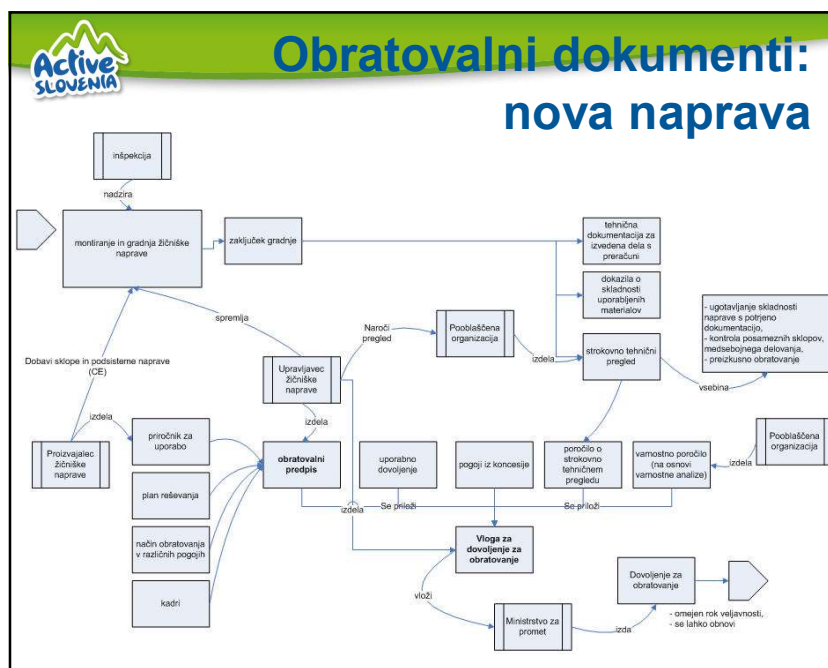 Active
SLOVENIA
Obratovalni dokumenti:
nova naprava
inšpekcija
nadzira
montiranje in gradnja žičniške
naprave
zaključek gradnje
tehnična
dokumentacija za
izvedena dela s
preračuni
dokazila o
skladnosti
uporabljenih
materialov
- ugotavljanje skladnosti
naprave s potrjeno
dokumentacijo,
- kontrola posameznih sklopov,
medsebojnega delovanja,
- preizkusno obratovanje
spremlja
Naroči
pregled
Pooblaščena
organizacija
izdela
strokovno tehnični
pregled
vsebina
Dobavi sklope in podsisteme naprave
(CE)
Upravljavec
žičniške
naprave
izdela
izdela
Proizvajalec
žičniške
naprave
priročnik za
uporabo
obratovalni
predpis
uporabno
dovoljenje
pogoji iz koncesije
poročilo o
strokovno
tehničnem
pregledu
varnostno poročilo
(na osnovi
varnostne analize)
izdela
Pooblaščena
organizacija
plan reševanja
izdela
Se priloži
Se priloži
način obratovanja
v različnih pogojih
Vloga za
dovoljenje za
obratovanje
kadri
vloži
Ministrstvo za
promet
izda
Dovoljenje za
obratovanje
- omejen rok veljavnosti,
- se lahko obnovi